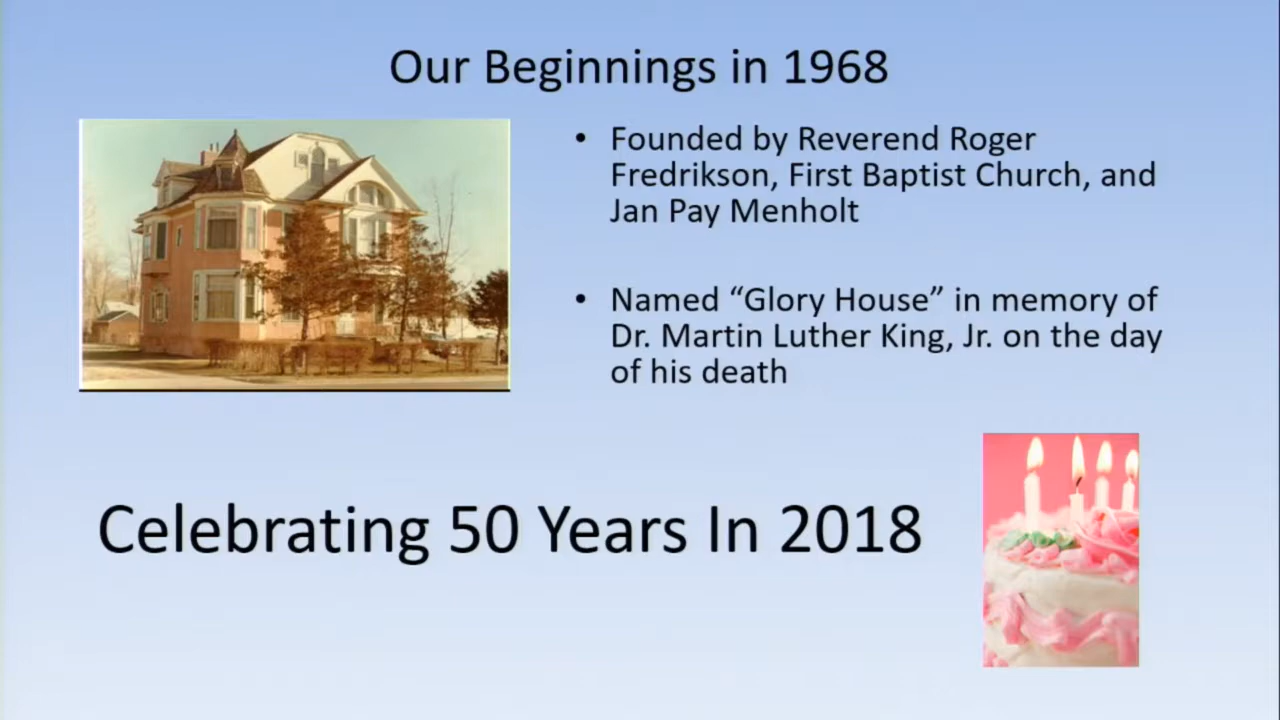 Our Beginnings in 1968
• Founded by Reverend Roger
Fredrikson, First Baptist Church, and
Jan Pay Menholt
• Named “Glory House” in memory of
Dr. Martin Luther King, Jr. on the day
of his death
Celebrating 50 Years In 2018